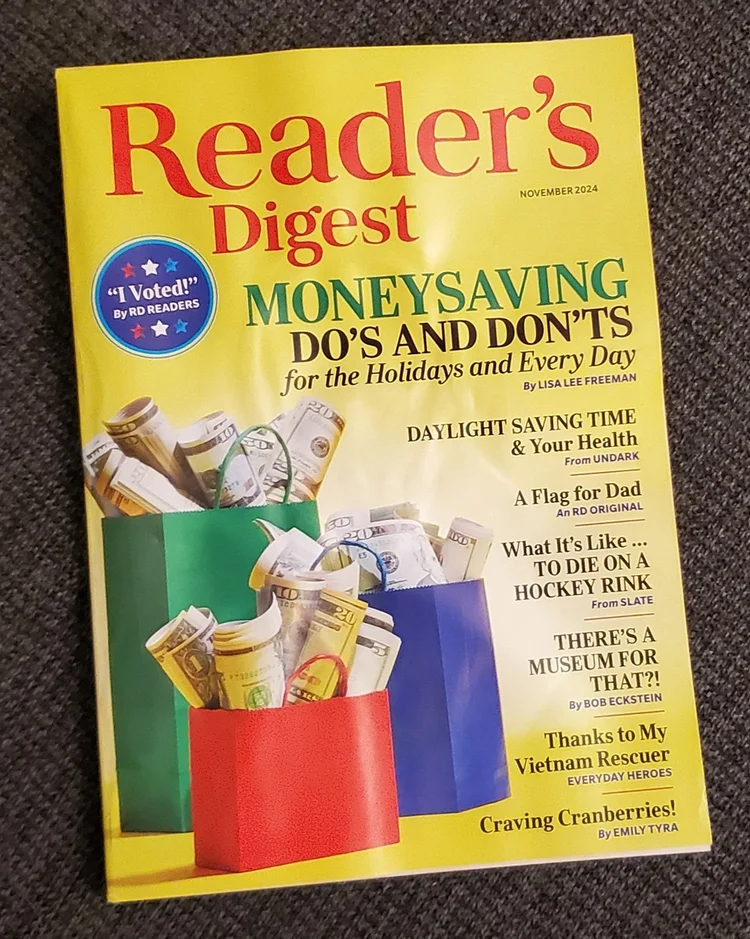 Reader's
Digest
NOVEMBER 2024
"I Voted!"
By RD READERS
MONEYSAVING
DO'S AND DON'TS
for the Holidays and Every Day
By LISA LEE FREEMAN
DAYLIGHT SAVING TIME
& Your Health
From UNDARK
A Flag for Dad
An RD ORIGINAL
What It's Like ...
TO DIE ON A
HOCKEY RINK
From SLATE
THERE'S A
MUSEUM FOR
THAT?!
By BOB ECKSTEIN
Thanks to My
Vietnam Rescuer
EVERYDAY HEROES
Craving Cranberries!
By EMILY TYRA